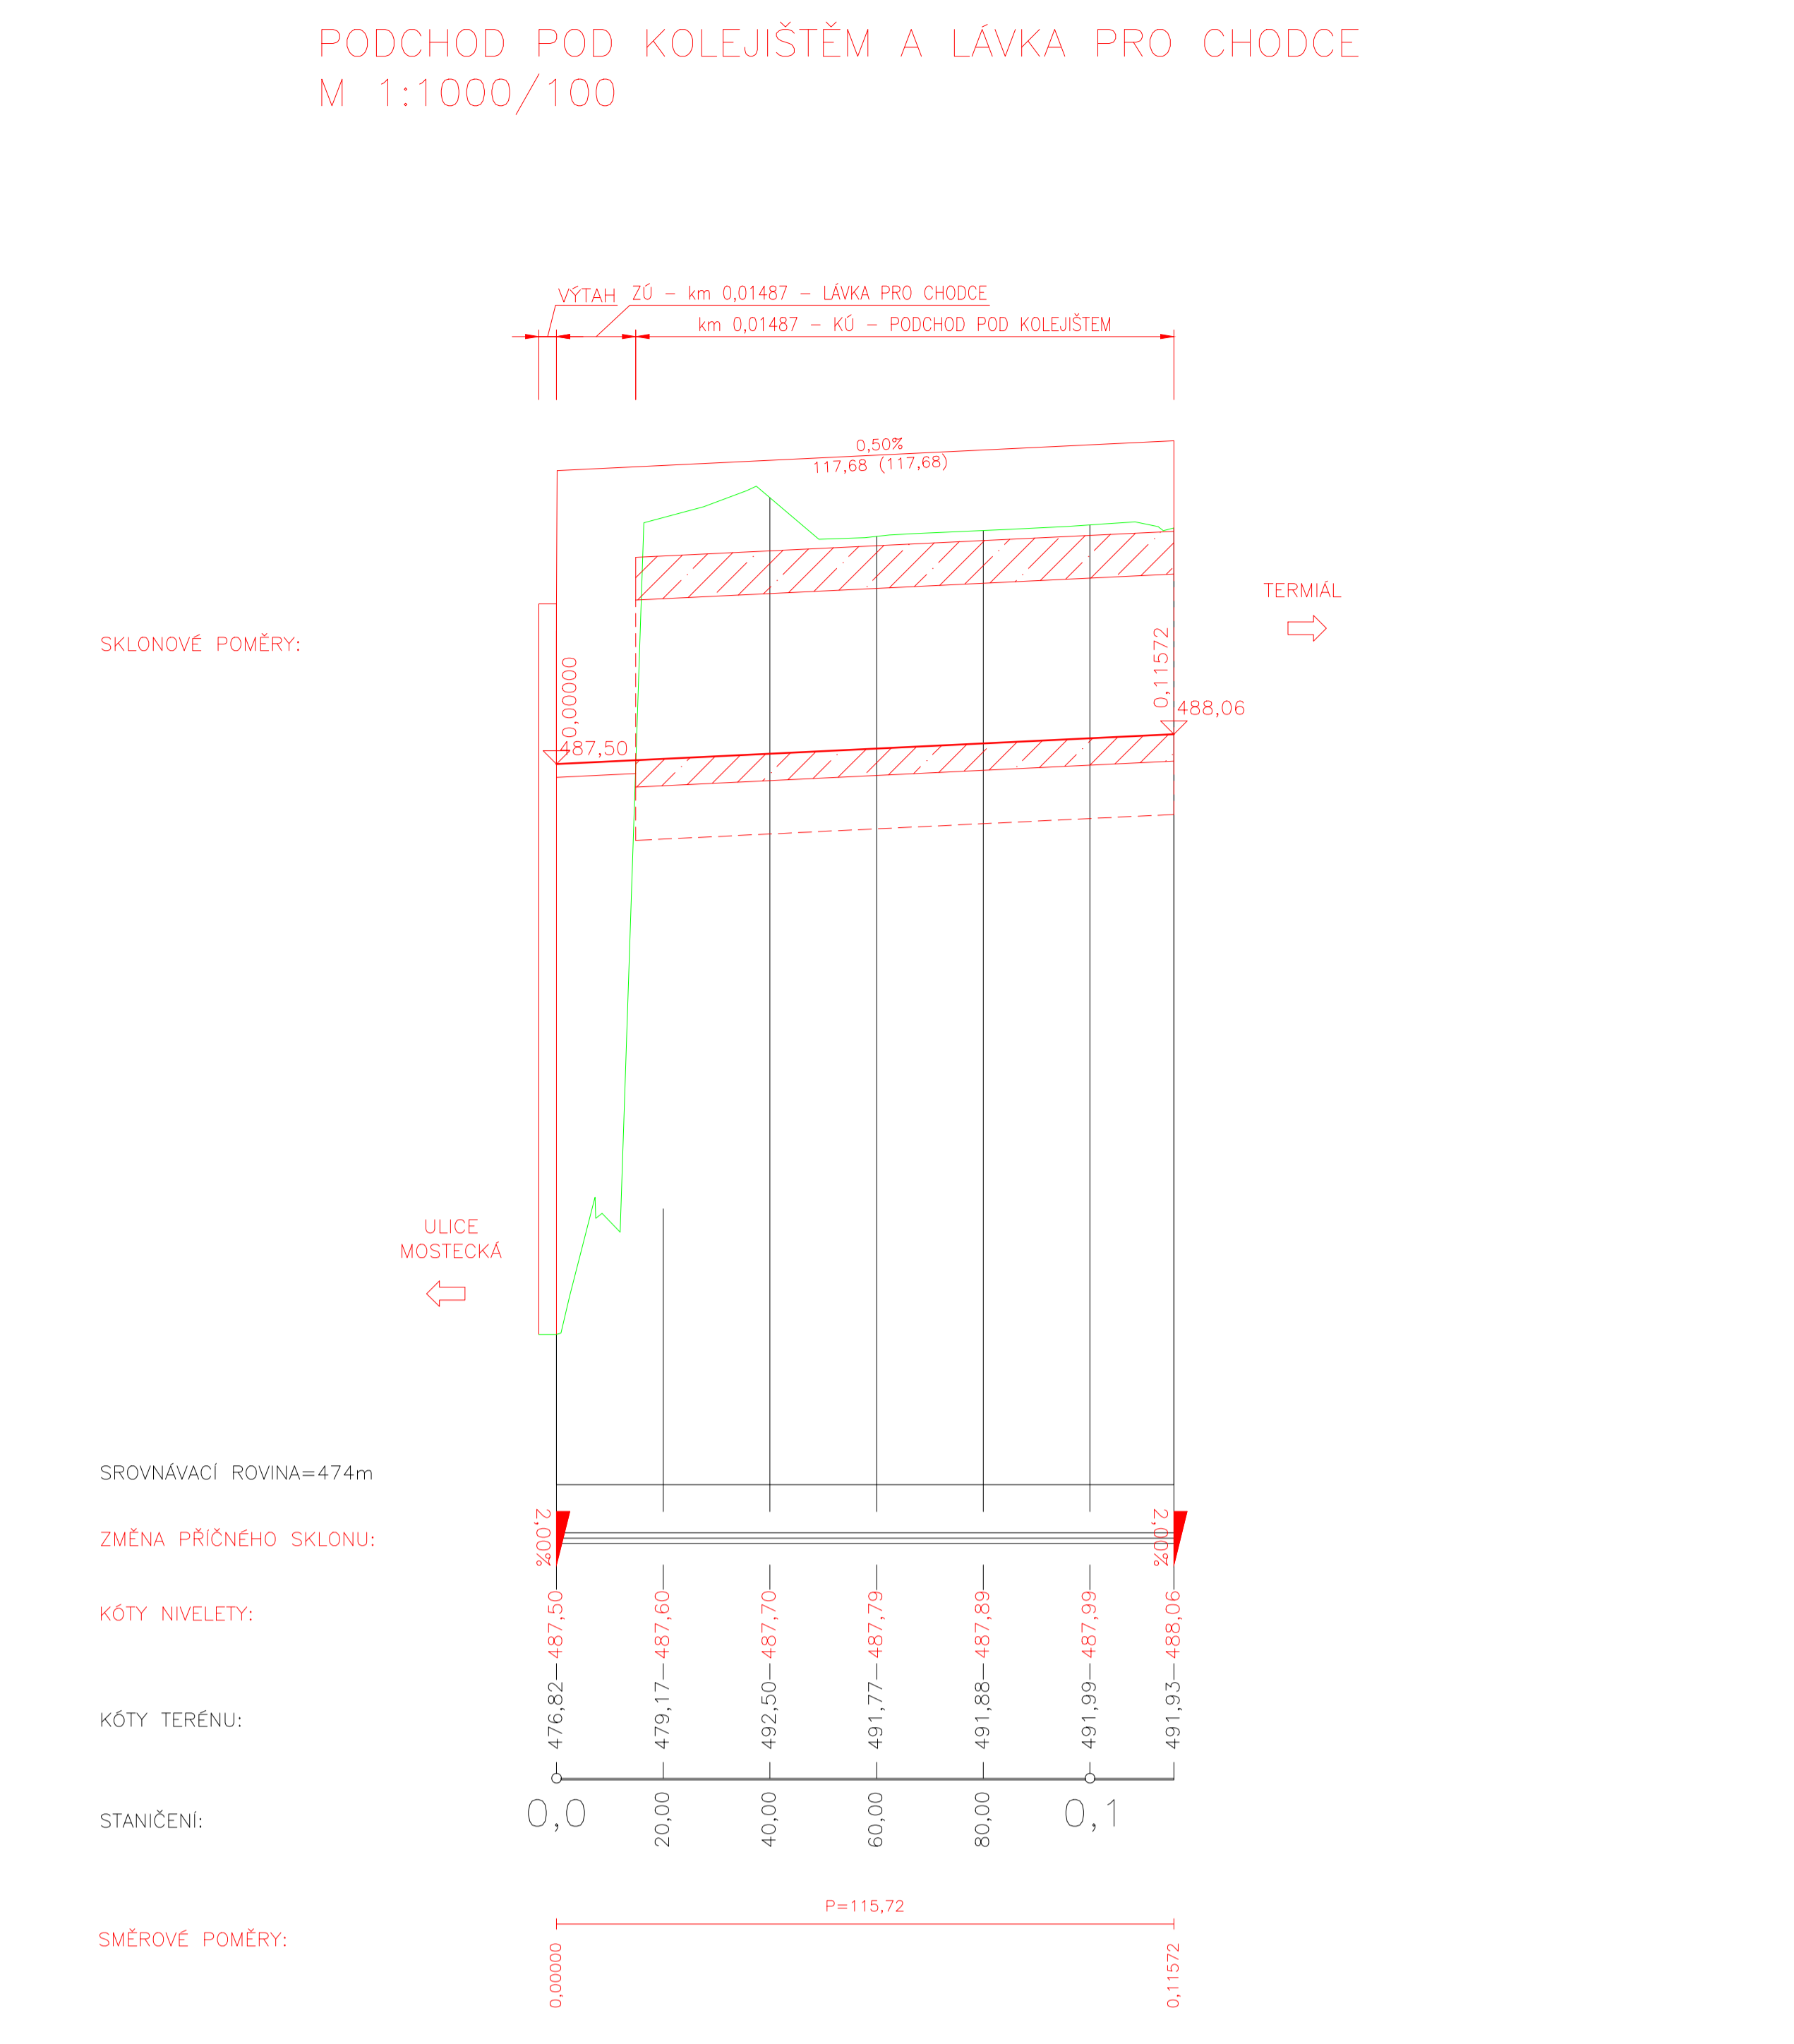 PODCHOD POD KOLEJIŠTĚM A LÁVKA PRO CHODCE
M 1:1000/100
VÝTAH
ZÚ – km 0,01487 – LÁVKA PRO CHODCE
km 0,01487 – KÚ – PODCHOD POD KOLEJIŠTEM
0,50%
117,68 (117,68)
TERMIÁL
SKLONOVÉ POMĚRY:
0,00000
0,11572
487,50
488,06
ULICE
MOSTECKÁ
SROVNÁVACÍ ROVINA=474m
ZMĚNA PŘÍČNÉHO SKLONU:
2,00%
2,00%
KÓTY NIVELETY:
487,50
487,60
487,70
487,79
487,89
487,99
488,06
KÓTY TERÉNU:
476,82
479,17
492,50
491,77
491,88
491,99
491,93
STANIČENÍ:
0,0
20,00
40,00
60,00
80,00
0,1
SMĚROVÉ POMĚRY:
P=115,72
0,00000
0,11572